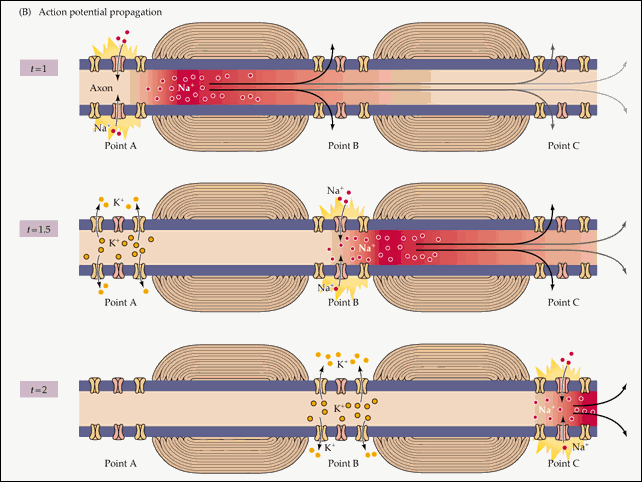 (B) Action potential propagation
t=1
Axon
Na+
Na+
Point A
Point B
Point C
t=1.5
K+
K+
Na+
Na+
Na+
Point A
Point B
Point C
t=2
K+
K+
K+
Na+
Na+
Point A
Point B
Point C